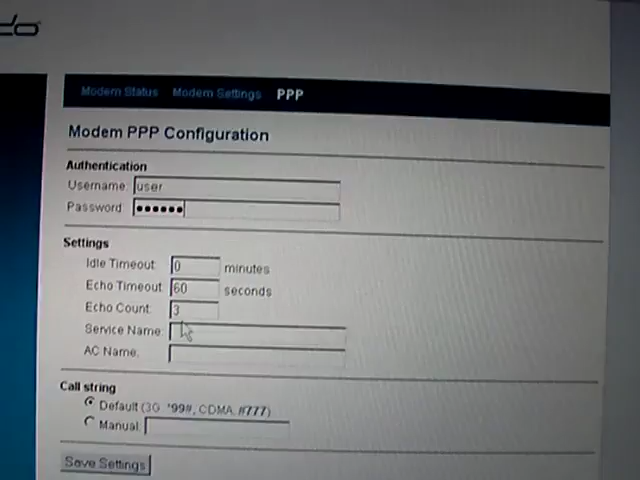 do
Modem Status Modem Settings PPP
Modem PPP Configuration
Authentication
Username: user
Password: ••••••
Settings
Idle Timeout: 0 minutes
Echo Timeout: 60 seconds
Echo Count: 3
Service Name:
AC Name:
Call string
Default (3G *99#, CDMA #777)
Manual:
Save Settings